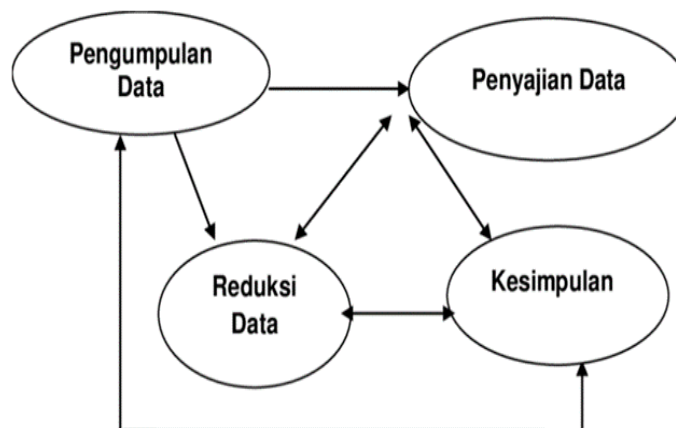 Pengumpulan
Data
Penyajian Data
Reduksi
Data
Kesimpulan